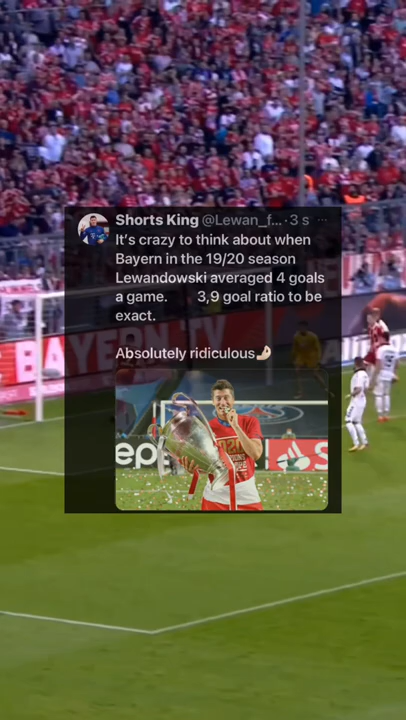 Shorts King @Lewan_f... · 3 s ...
It's crazy to think about when
Bayern in the 19/20 season
Lewandowski averaged 4 goals
a game. 3,9 goal ratio to be
exact.
Absolutely ridiculous🤌🏼
BAYERN TV